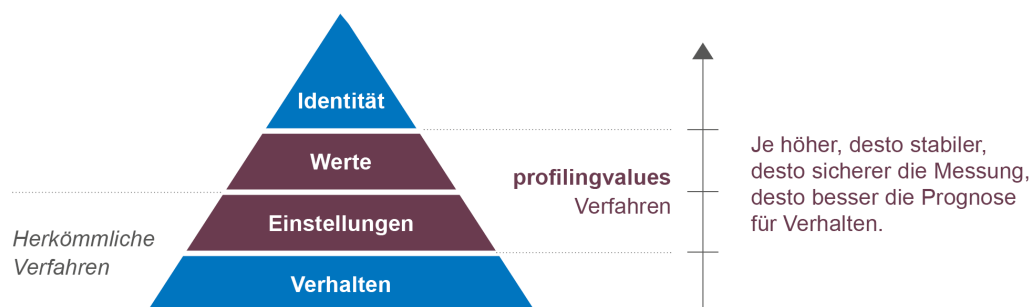 Identität
Werte
Einstellungen
Verhalten
Herkömmliche
Verfahren
profilingvalues
Verfahren
Je höher, desto stabiler,
desto sicherer die Messung,
desto besser die Prognose
für Verhalten.